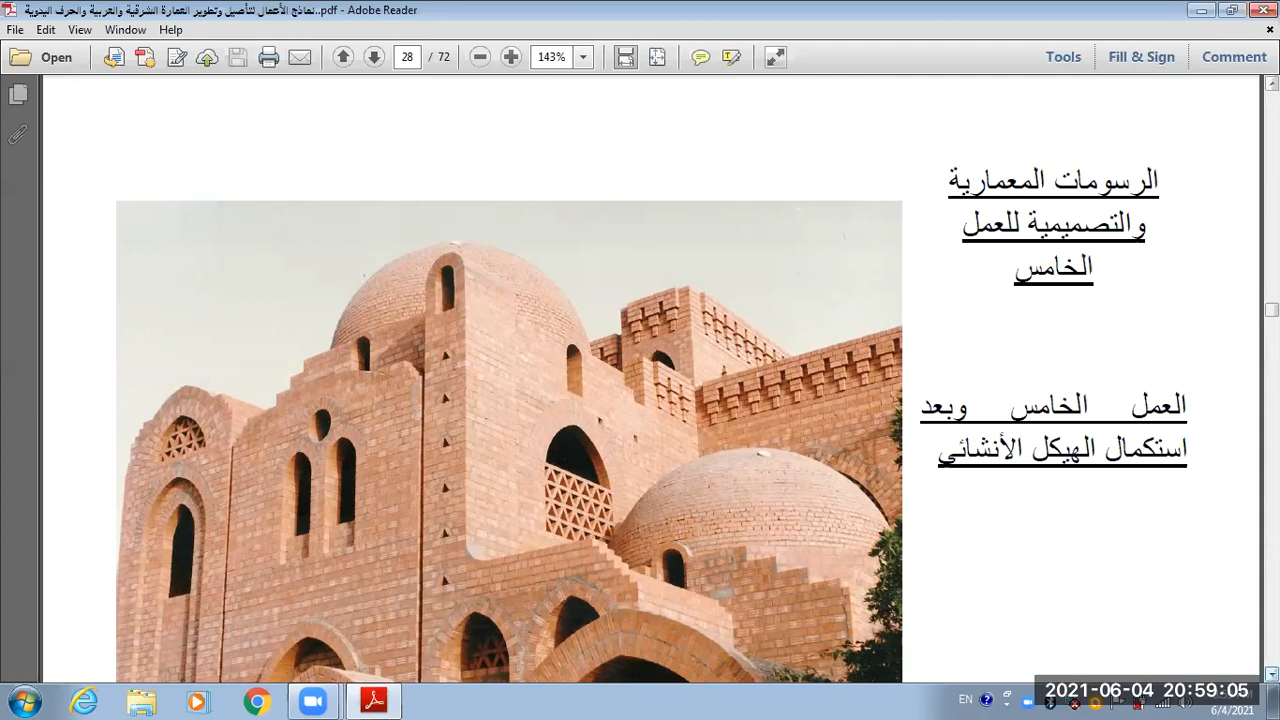 نماذج الأعمال لتأصيل وتطوير العمارة الشرقية والعربية والحرف اليدوية..pdf - Adobe Reader
File Edit View Window Help
Open 28 / 72 143% Tools Fill & Sign Comment
الرسومات المعمارية
والتصميمية للعمل
الخامس
العمل الخامس وبعد
استكمال الهيكل الأنشائي
EN
2021-06-04 20:59:05
6/4/2021